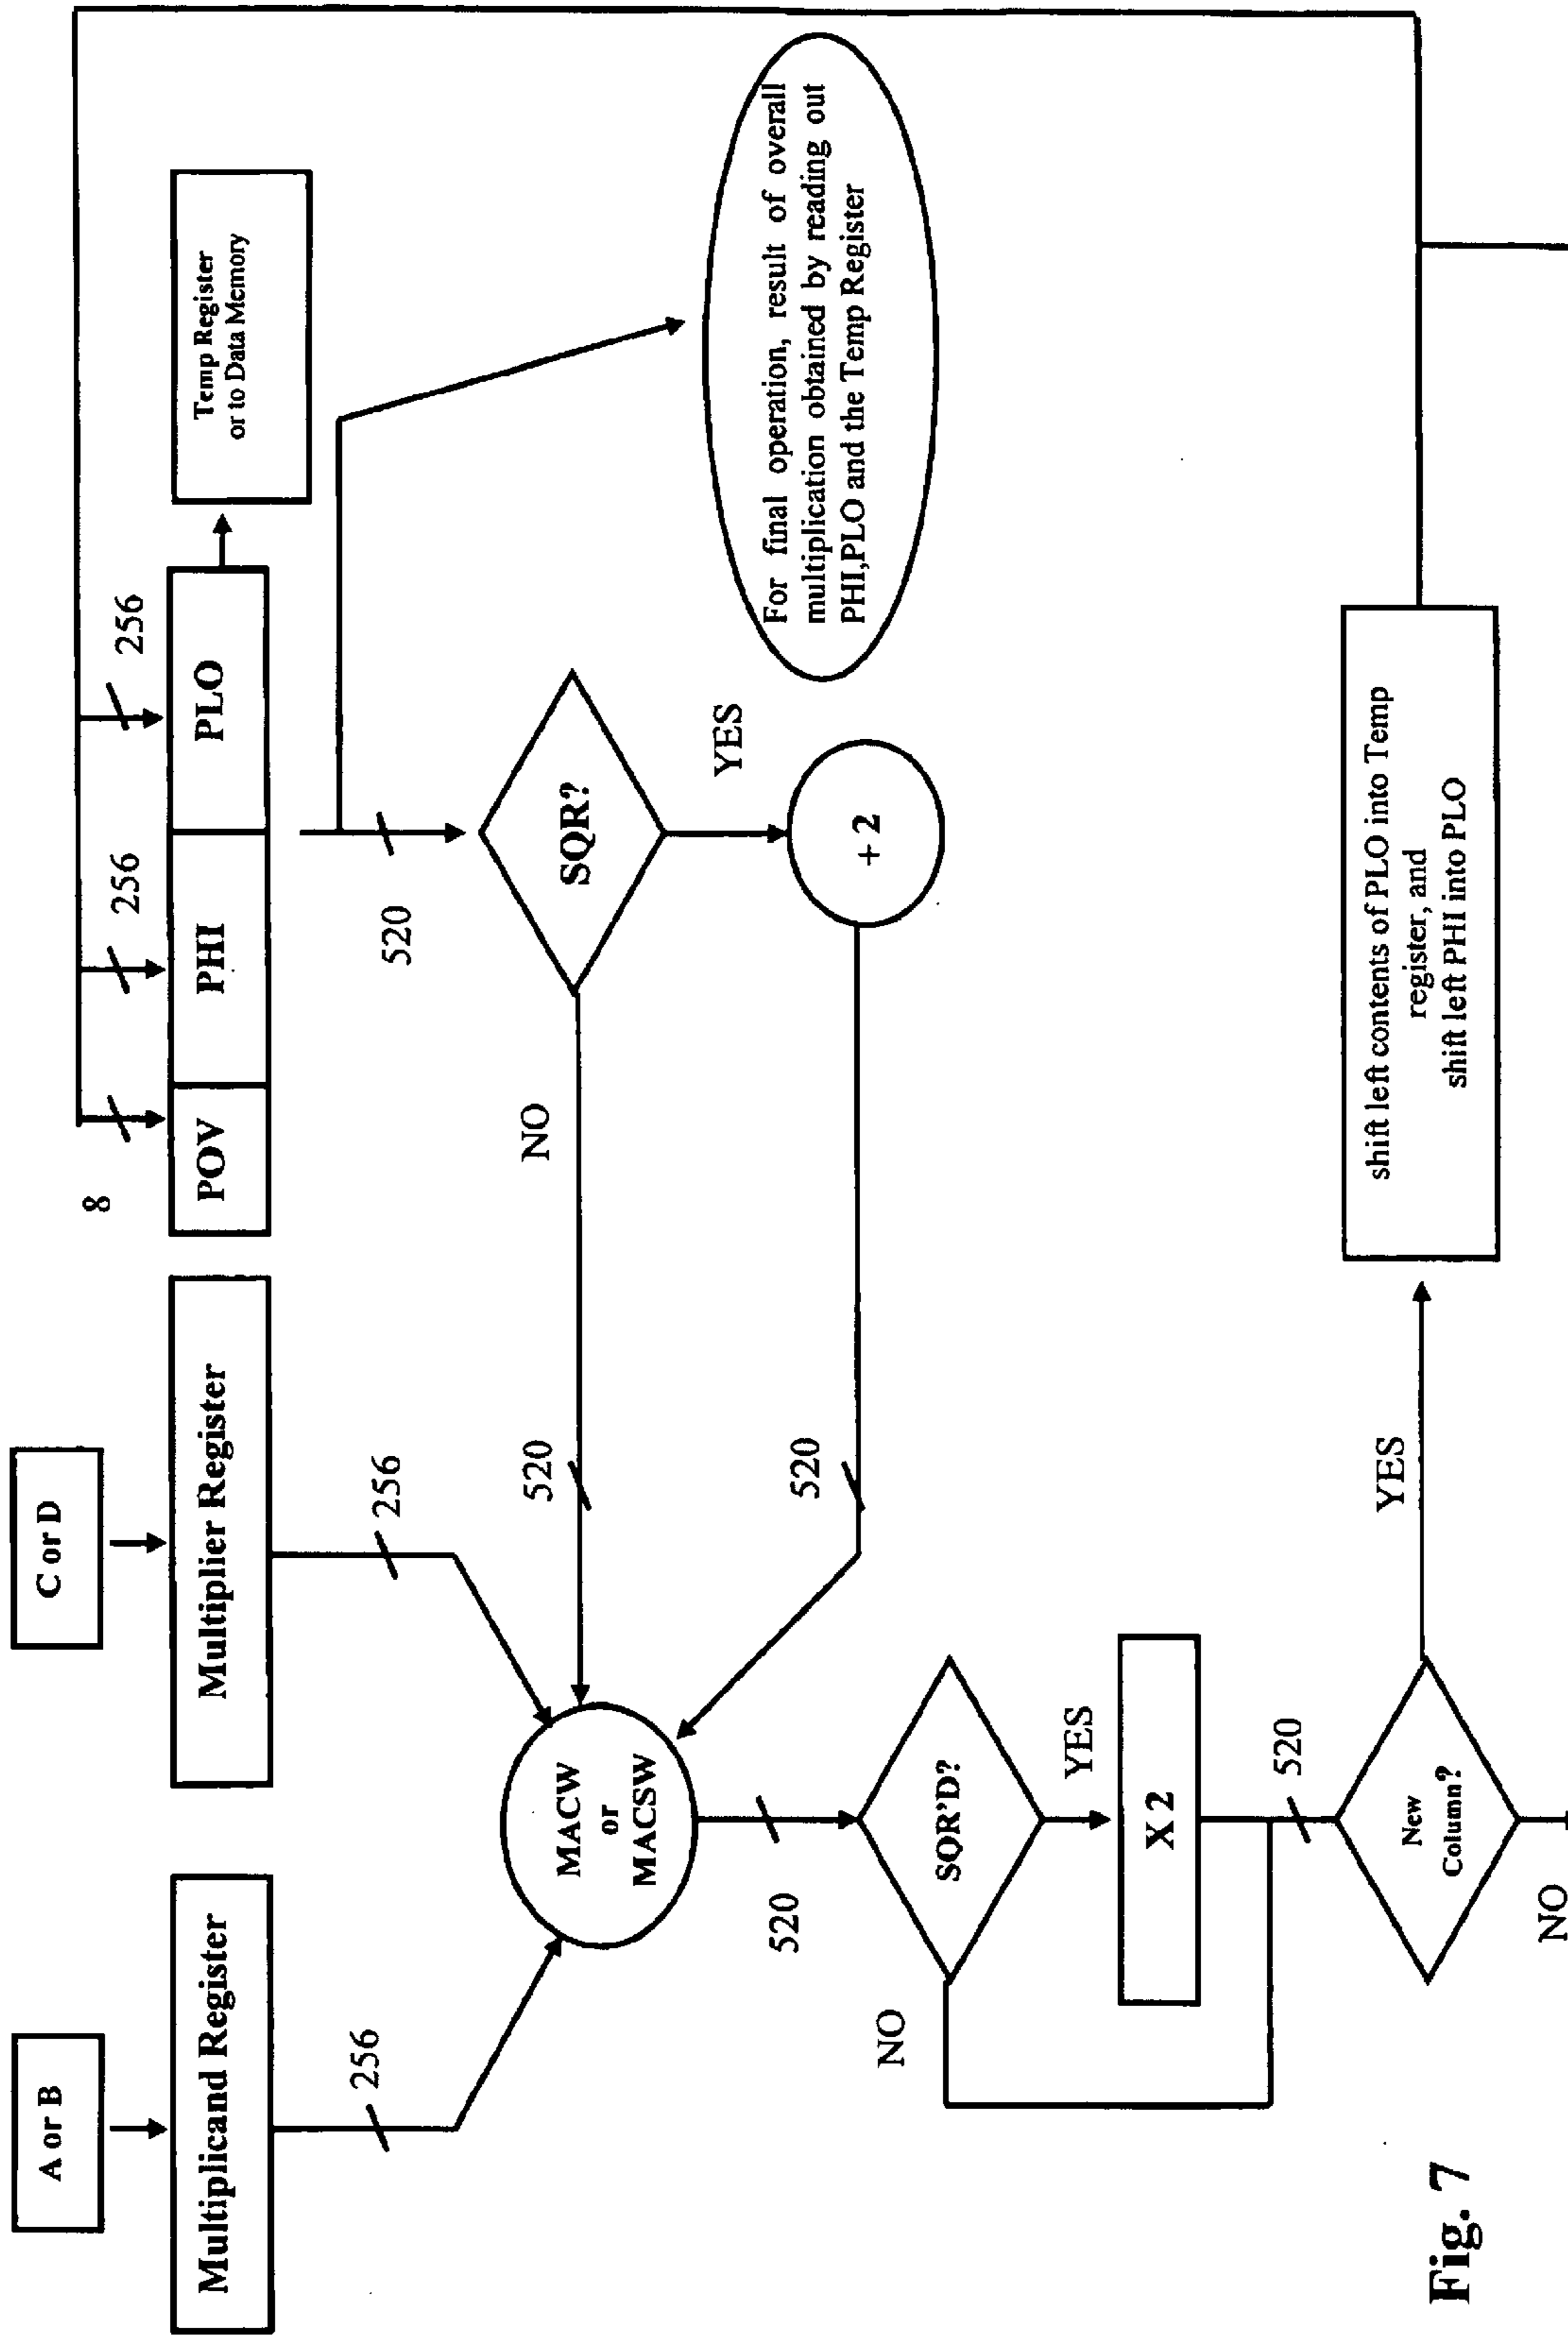 A or B
C or D
Multiplicand Register
Multiplier Register
8
256
256
POV
PHI
PLO
Temp Register
or to Data Memory
256
256
520
MACW
or
MACSW
520
NO
SQR?
YES
+ 2
520
For final operation, result of overall
multiplication obtained by reading out
PHI,PLO and the Temp Register
520
SQR'D?
NO
YES
X 2
520
New
Column?
YES
NO
shift left contents of PLO into Temp
register, and
shift left PHI into PLO
Fig. 7